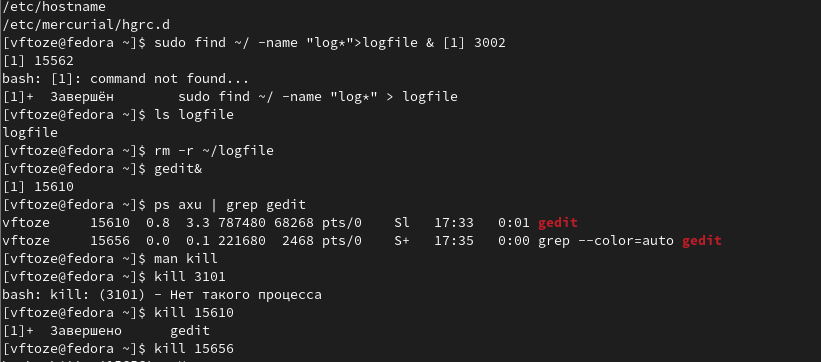 /etc/hostname
/etc/mercurial/hgrc.d
[vftoze@fedora ~]$ sudo find ~/ -name "log*">logfile & [1] 3002
[1] 15562
bash: [1]: command not found...
[1]+  Завершён        sudo find ~/ -name "log*" > logfile
[vftoze@fedora ~]$ ls logfile
logfile
[vftoze@fedora ~]$ rm -r ~/logfile
[vftoze@fedora ~]$ gedit&
[1] 15610
[vftoze@fedora ~]$ ps axu | grep gedit
vftoze     15610  0.8  3.3 787480 68268 pts/0    Sl   17:33   0:01 gedit
vftoze     15656  0.0  0.1 221680  2468 pts/0    S+   17:35   0:00 grep --color=auto gedit
[vftoze@fedora ~]$ man kill
[vftoze@fedora ~]$ kill 3101
bash: kill: (3101) - Нет такого процесса
[vftoze@fedora ~]$ kill 15610
[1]+  Завершено      gedit
[vftoze@fedora ~]$ kill 15656